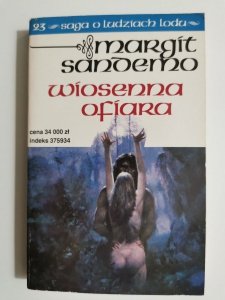 23 saga o ludziach lodu
margit
sandemo
wiosenna
ofiara
cena 34 000 zł
indeks 375934